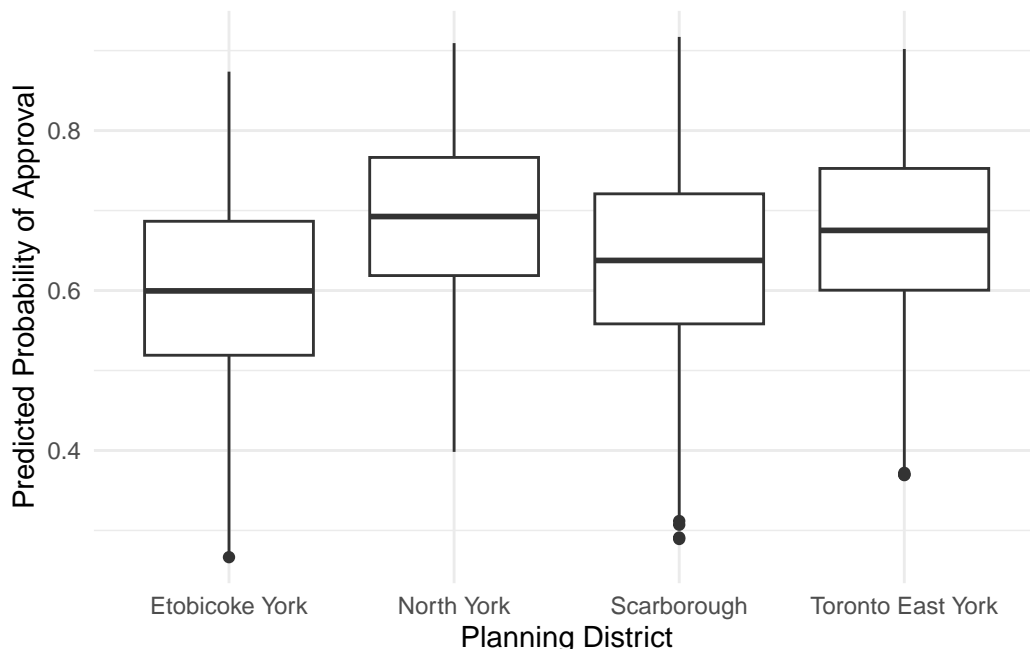 Predicted Probability of Approval
0.8
0.6
0.4
Etobicoke York North York Scarborough Toronto East York
Planning District